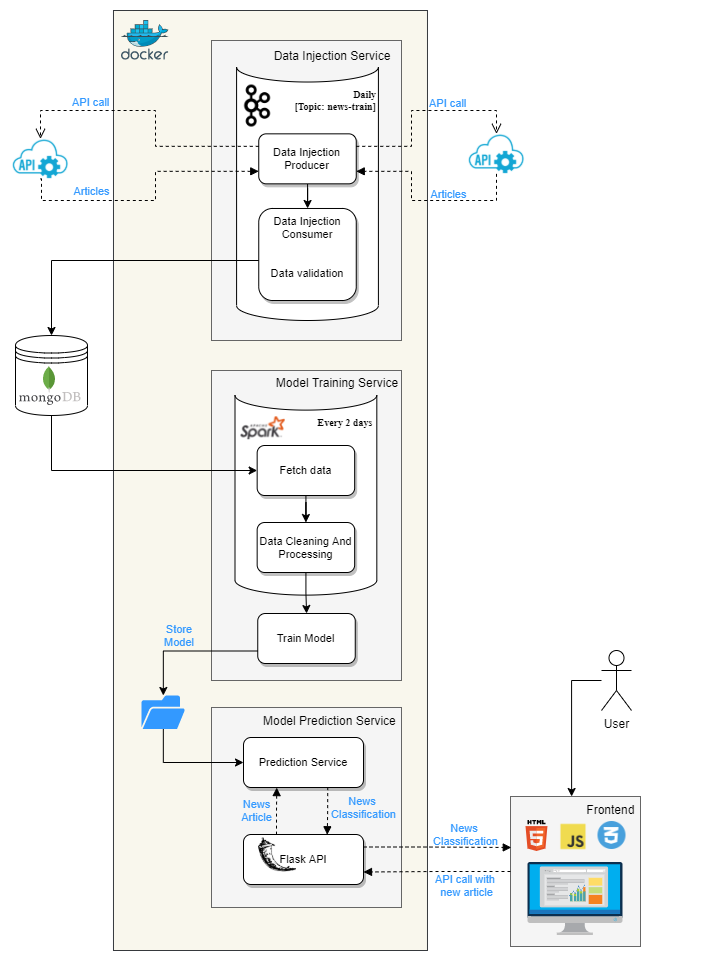 docker
Data Injection Service
Daily
[Topic: news-train]
API call
API call
API
API
Data Injection
Producer
Articles
Articles
Data Injection
Consumer
Data validation
mongoDB
Model Training Service
APACHE
Spark
Every 2 days
Fetch data
Data Cleaning And
Processing
Train Model
Store
Model
Model Prediction Service
Prediction Service
News
Article
News
Classification
Flask API
News
Classification
API call with
new article
User
Frontend
HTML
5
JS
3